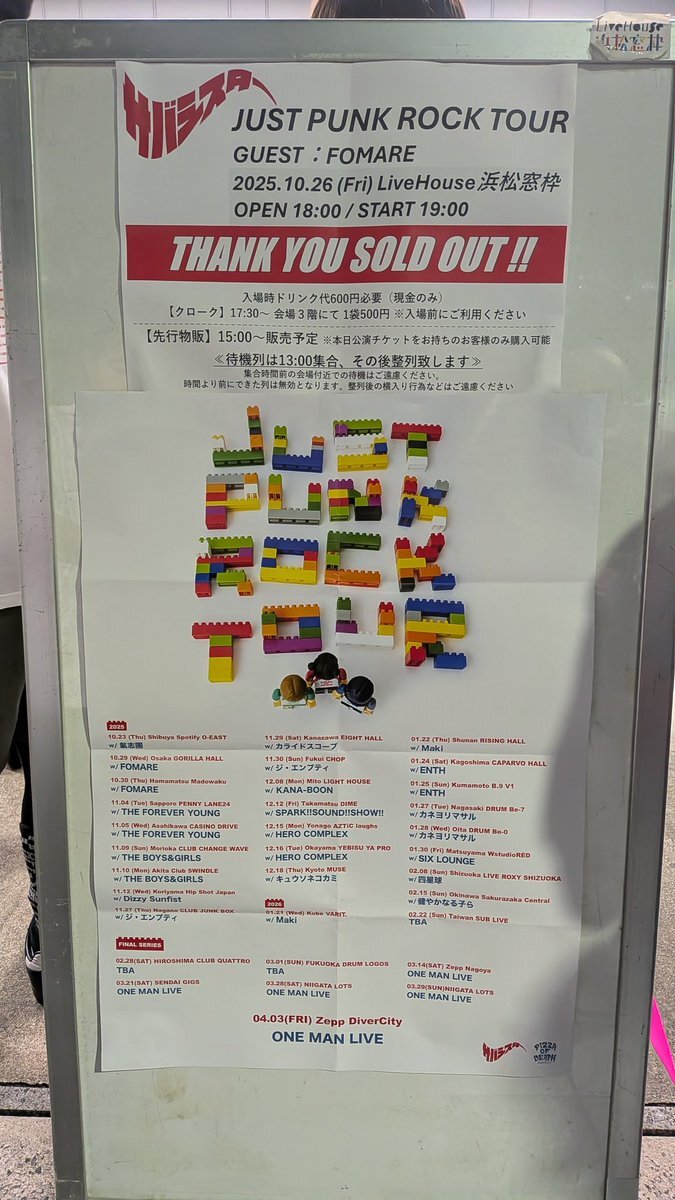 LiveHouse
浜松窓枠
サバシスター
JUST PUNK ROCK TOUR
GUEST：FOMARE
2025.10.26 (Fri) LiveHouse浜松窓枠
OPEN 18:00 / START 19:00
THANK YOU SOLD OUT !!
入場時ドリンク代600円必要（現金のみ）
【クローク】17:30～ 会場３階にて 1袋500円 ※入場前にご利用ください
【先行物販】15:00～販売予定 ※本日公演チケットをお持ちのお客様のみ購入可能
≪待機列は13:00集合、その後整列致します≫
集合時間前の会場付近での待機はご遠慮ください。
時間より前にできた列は無効となります。整列後の横入り行為などはご遠慮ください
JUST
PUNK
ROCK
TOUR
2025
10.23 (Thu) Shibuya Spotify O-EAST
w/ 氣志團
10.29 (Wed) Osaka GORILLA HALL
w/ FOMARE
10.30 (Thu) Hamamatsu Madowaku
w/ FOMARE
11.04 (Tue) Sapporo PENNY LANE24
w/ THE FOREVER YOUNG
11.05 (Wed) Asahikawa CASINO DRIVE
w/ THE FOREVER YOUNG
11.09 (Sun) Morioka CLUB CHANGE WAVE
w/ THE BOYS&GIRLS
11.10 (Mon) Akita Club SWINDLE
w/ THE BOYS&GIRLS
11.12 (Wed) Koriyama Hip Shot Japan
w/ Dizzy Sunfist
11.27 (Thu) Nagano CLUB JUNK BOX
w/ ジ・エンプティ
11.29 (Sat) Kanazawa EIGHT HALL
w/ カライドスコープ
11.30 (Sun) Fukui CHOP
w/ ジ・エンプティ
12.08 (Mon) Mito LIGHT HOUSE
w/ KANA-BOON
12.12 (Fri) Takamatsu DIME
w/ SPARK!!SOUND!!SHOW!!
12.15 (Mon) Yonago AZTiC laughs
w/ HERO COMPLEX
12.16 (Tue) Okayama YEBISU YA PRO
w/ HERO COMPLEX
12.18 (Thu) Kyoto MUSE
w/ キュウソネコカミ
2026
01.21 (Wed) Kobe VARIT.
w/ Maki
01.22 (Thu) Shunan RISING HALL
w/ Maki
01.24 (Sat) Kagoshima CAPARVO HALL
w/ ENTH
01.25 (Sun) Kumamoto B.9 V1
w/ ENTH
01.27 (Tue) Nagasaki DRUM Be-7
w/ カネヨリマサル
01.28 (Wed) Oita DRUM Be-0
w/ カネヨリマサル
01.30 (Fri) Matsuyama WstudioRED
w/ SIX LOUNGE
02.08 (Sun) Shizuoka LIVE ROXY SHIZUOKA
w/ 四星球
02.15 (Sun) Okinawa Sakurazaka Central
w/ 健やかなる子ら
02.22 (Sun) Taiwan SUB LIVE
TBA
FINAL SERIES
02.28(SAT) HIROSHIMA CLUB QUATTRO
TBA
03.01(SUN) FUKUOKA DRUM LOGOS
TBA
03.14(SAT) Zepp Nagoya
ONE MAN LIVE
03.21(SAT) SENDAI GIGS
ONE MAN LIVE
03.28(SAT) NIIGATA LOTS
ONE MAN LIVE
03.29(SUN)NIIGATA LOTS
ONE MAN LIVE
04.03(FRI) Zepp DiverCity
ONE MAN LIVE
サバシスター
PIZZA OF DEATH